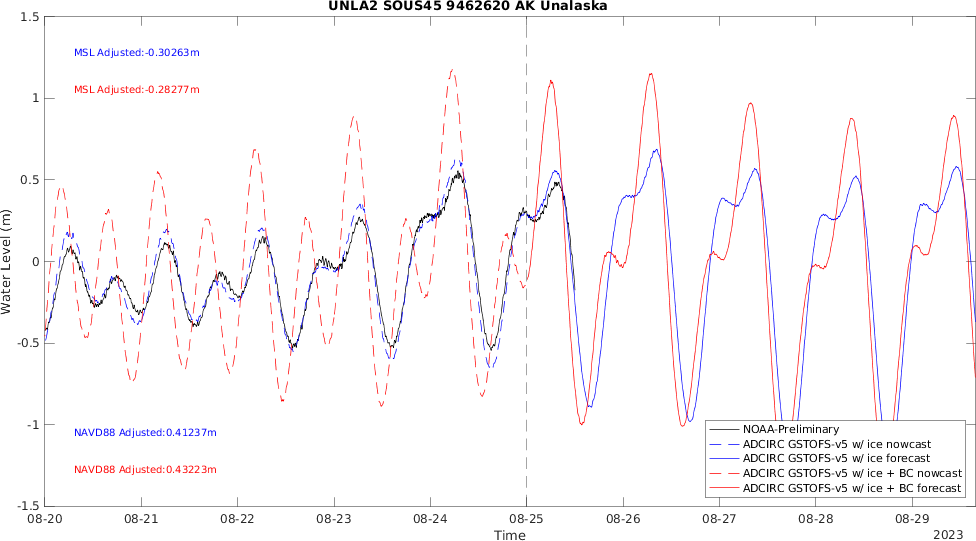 UNLA2 SOUS45 9462620 AK Unalaska
MSL Adjusted:-0.30263m
MSL Adjusted:-0.28277m
NAVD88 Adjusted:0.41237m
NAVD88 Adjusted:0.43223m
Water Level (m)
1.5
1
0.5
0
-0.5
-1
-1.5
NOAA-Preliminary
ADCIRC GSTOFS-v5 w/ ice nowcast
ADCIRC GSTOFS-v5 w/ ice forecast
ADCIRC GSTOFS-v5 w/ ice + BC nowcast
ADCIRC GSTOFS-v5 w/ ice + BC forecast
08-20 08-21 08-22 08-23 08-24 08-25 08-26 08-27 08-28 08-29
Time
2023